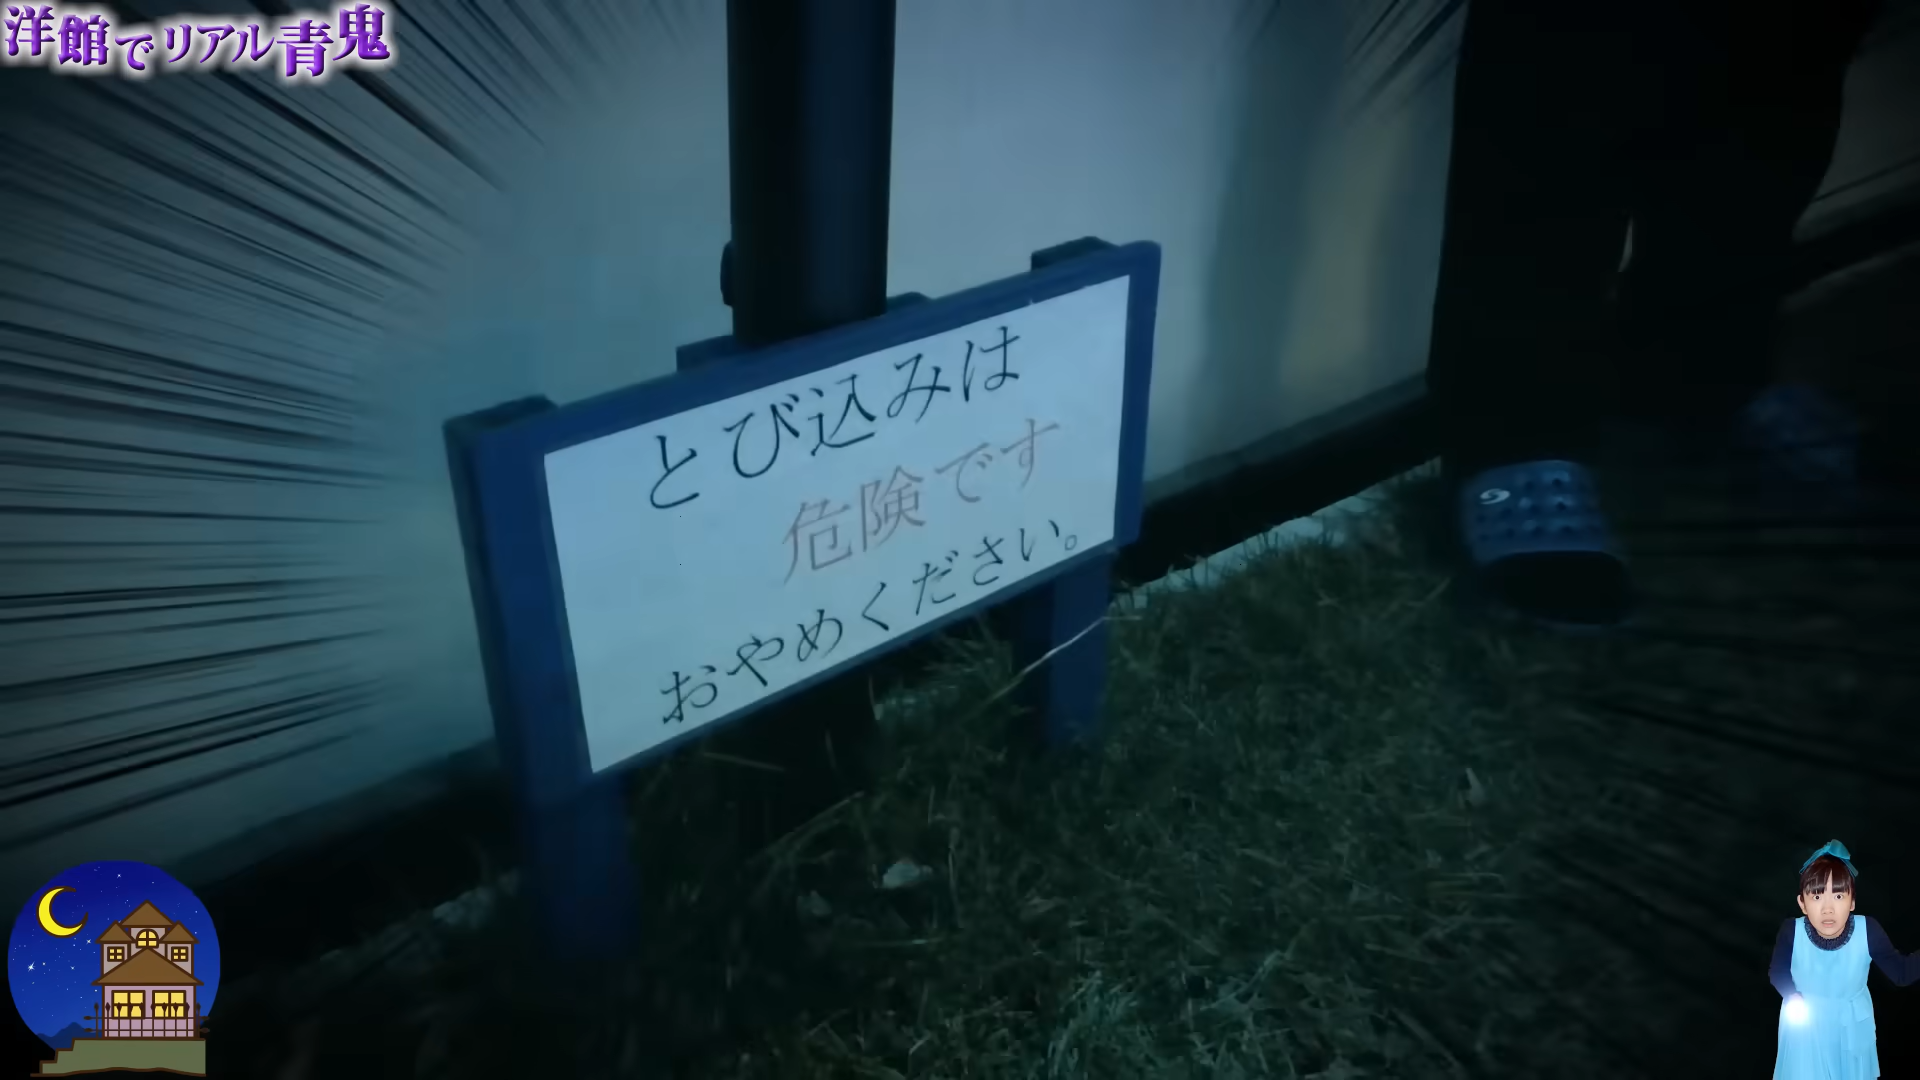 洋館でリアル青鬼
とび込みは
危険です
おやめください。